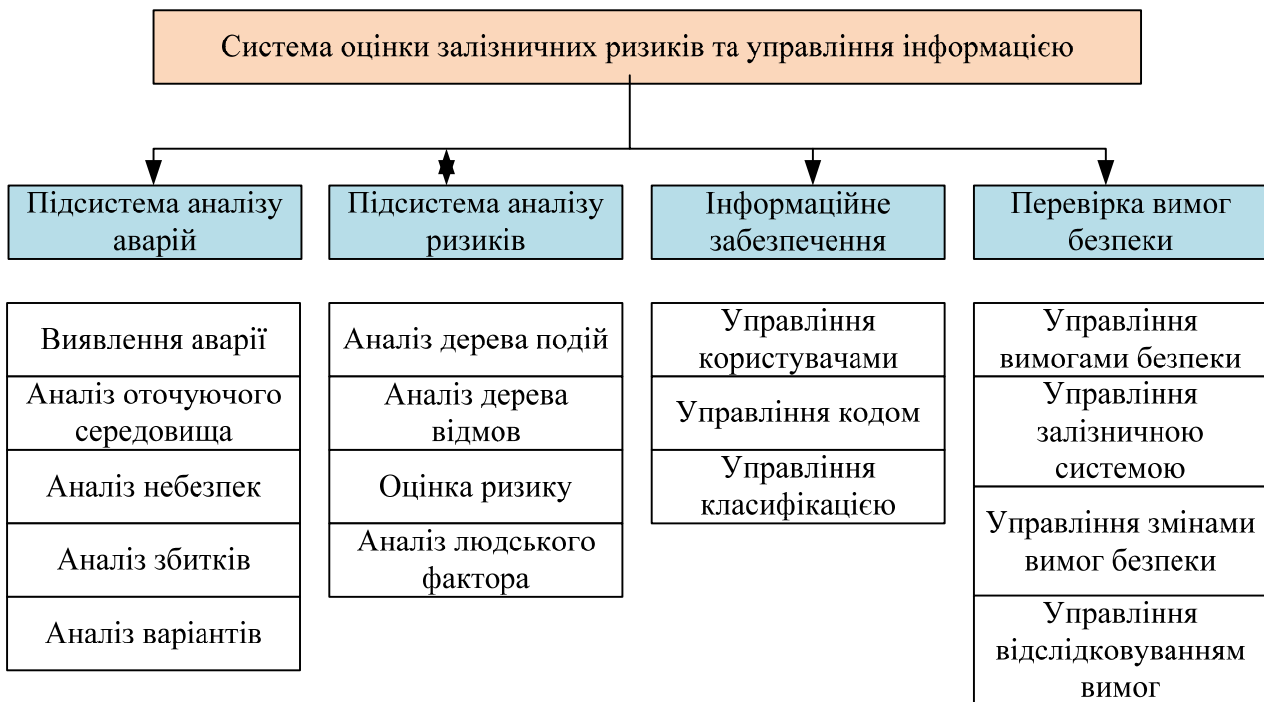 Система оцінки залізничних ризиків та управління інформацією
Підсистема аналізу
аварій
Підсистема аналізу
ризиків
Інформаційне
забезпечення
Перевірка вимог
безпеки
Виявлення аварії
Аналіз оточуючого
середовища
Аналіз небезпек
Аналіз збитків
Аналіз варіантів
Аналіз дерева подій
Аналіз дерева
відмов
Оцінка ризику
Аналіз людського
фактора
Управління
користувачами
Управління кодом
Управління
класифікацією
Управління
вимогами безпеки
Управління
залізничною
системою
Управління змінами
вимог безпеки
Управління
відслідковуванням
вимог